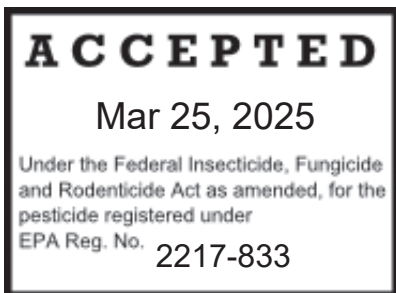 ACCEPTED
Mar 25, 2025
Under the Federal Insecticide, Fungicide
and Rodenticide Act as amended, for the
pesticide registered under
EPA Reg. No. 2217-833